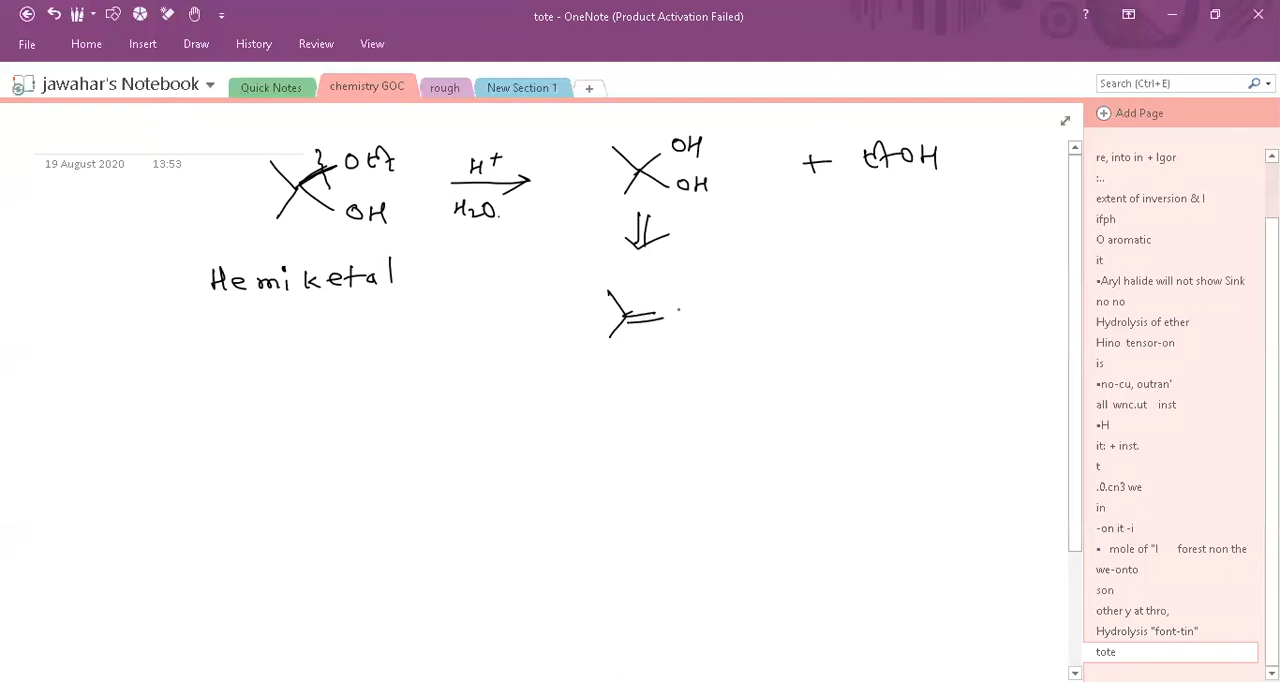 tote - OneNote (Product Activation Failed)
?
File Home Insert Draw History Review View
jawahar's Notebook Quick Notes chemistry GOC rough New Section 1 Search (Ctrl+E)
Add Page
19 August 2020 13:53
OEt
OH
H+
H2O.
OH
OH
+ EtOH
Hemiketal
re, into in + Igor
:..
extent of inversion & I
ifph
O aromatic
it
•Aryl halide will not show Sink
no no
Hydrolysis of ether
Hino tensor-on
is
•no-cu, outran'
all wnc.ut inst
•H
it: + inst.
t
.0.cn3 we
in
-on it -i
• mole of "I forest non the
we-onto
son
other y at thro,
Hydrolysis "font-tin"
tote